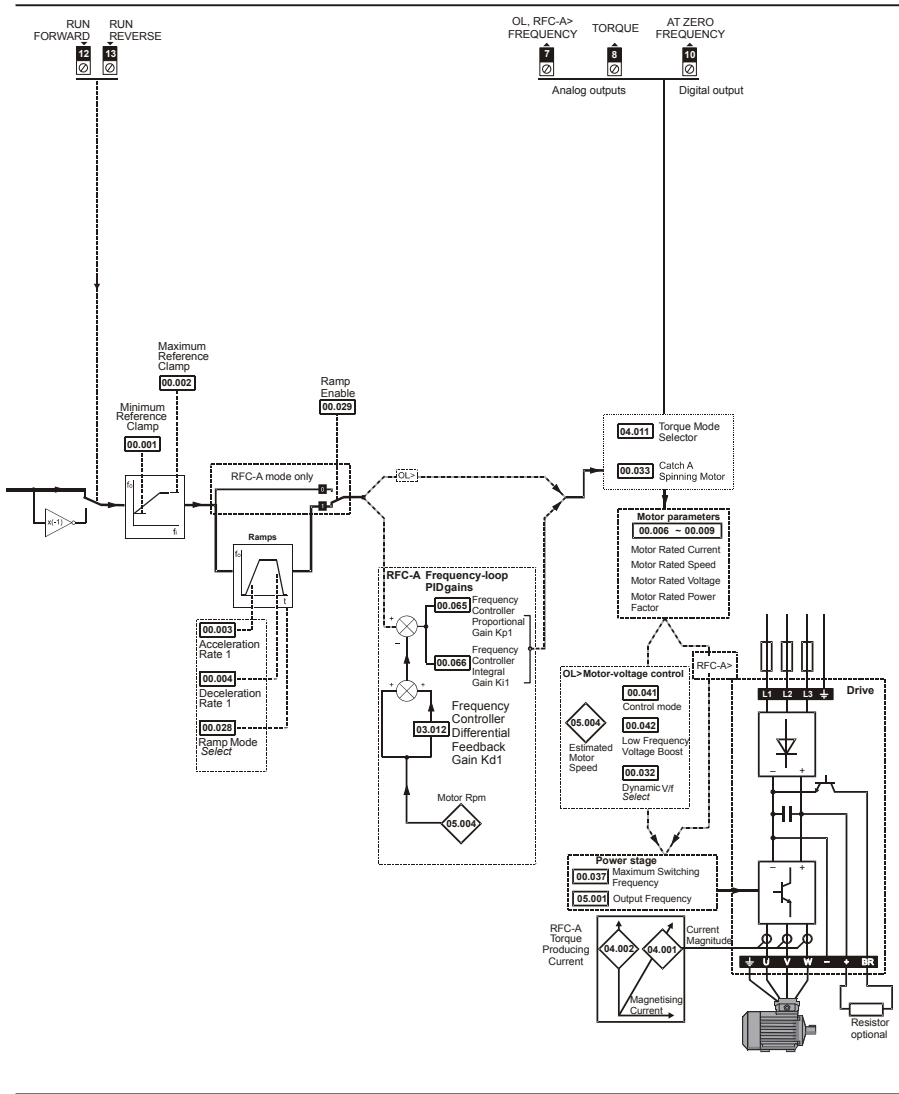 RUN
FORWARD
RUN
REVERSE
12
13
OL, RFC-A>
FREQUENCY
TORQUE
AT ZERO
FREQUENCY
7
8
10
Analog outputs
Digital output
Maximum
Reference
Clamp
00.002
Minimum
Reference
Clamp
00.001
Ramp
Enable
00.029
RFC-A mode only
0
1
OL>
x(-1)
fo
fi
Ramps
fo
t
00.003
Acceleration
Rate 1
00.004
Deceleration
Rate 1
00.028
Ramp Mode
Select
RFC-A Frequency-loop
PIDgains
00.065
Frequency
Controller
Proportional
Gain Kp1
00.066
Frequency
Controller
Integral
Gain Ki1
+
−
+
+
03.012
Frequency
Controller
Differential
Feedback
Gain Kd1
Motor Rpm
05.004
04.011
Torque Mode
Selector
00.033
Catch A
Spinning Motor
Motor parameters
00.006 ~ 00.009
Motor Rated Current
Motor Rated Speed
Motor Rated Voltage
Motor Rated Power
Factor
RFC-A>
OL>Motor-voltage control
00.041
Control mode
05.004
Estimated
Motor
Speed
00.042
Low Frequency
Voltage Boost
00.032
Dynamic V/f
Select
Power stage
00.037
Maximum Switching
Frequency
05.001
Output Frequency
RFC-A
Torque
Producing
Current
04.002
04.001
Current
Magnitude
Magnetising
Current
L1 L2 L3
Drive
− +
− +
U V W − + BR
Resistor
optional